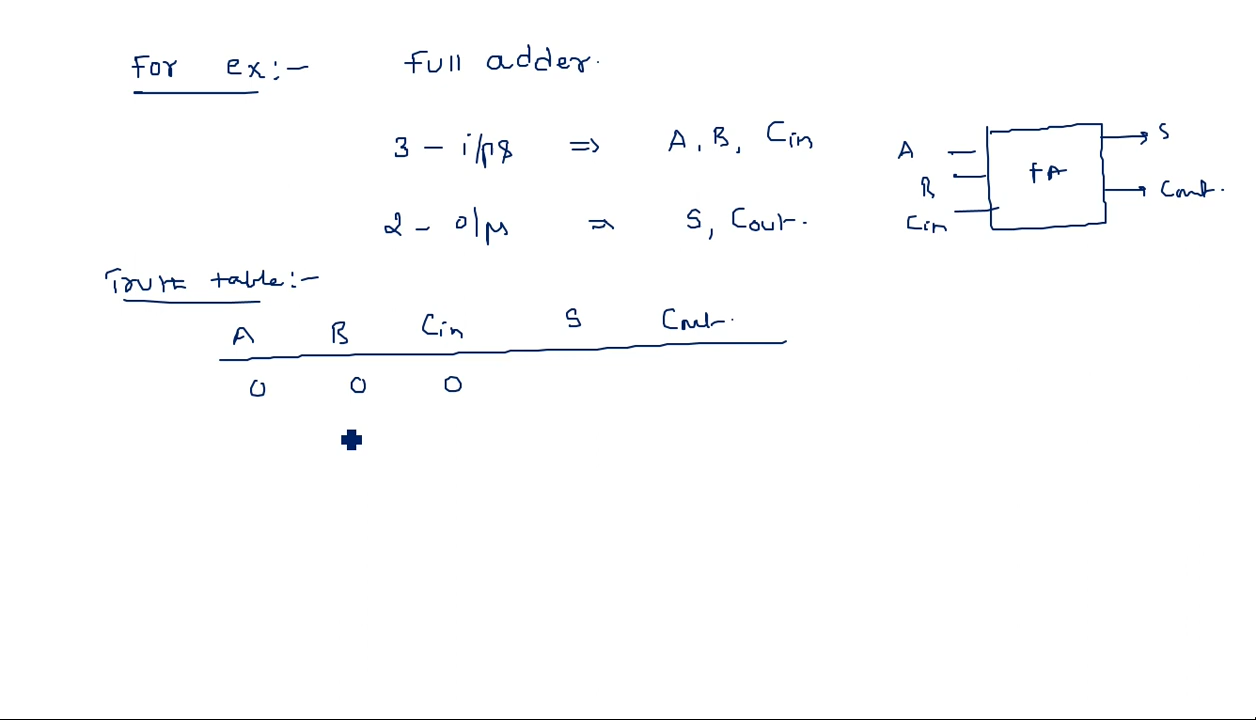 For ex:- Full adder.
3 - i/ps => A, B, Cin
2 - o/ps => S, Cout.
A
B
Cin
FA
S
Cout.
Truth table:-
A B Cin S Cout.
0 0 0